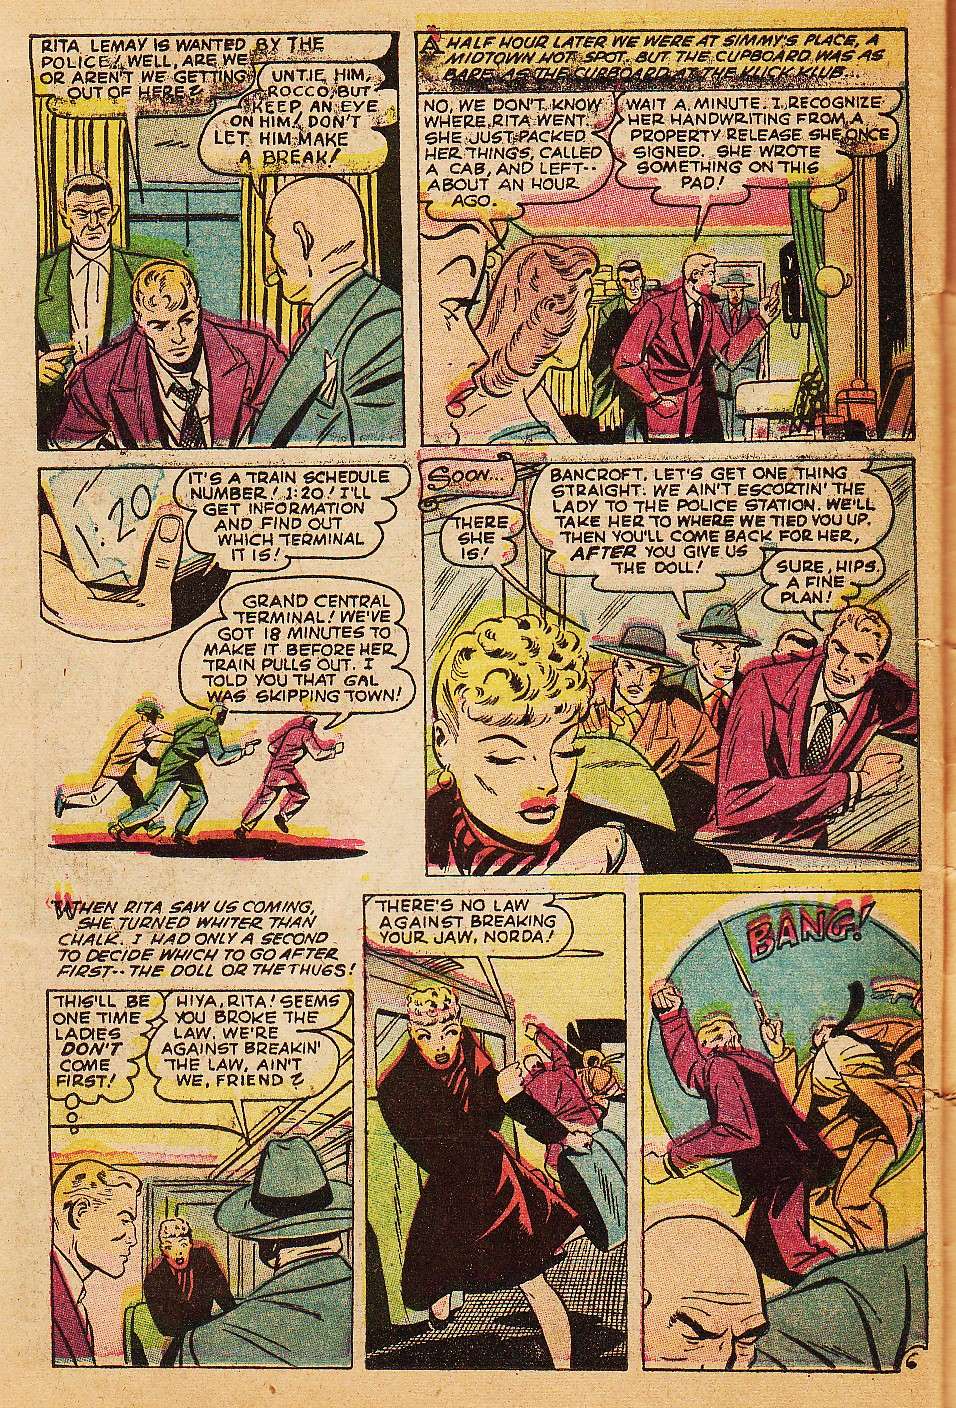 RITA LEMAY IS WANTED BY THE
POLICE! WELL, ARE WE
OR AREN'T WE GETTING
OUT OF HERE?
UNTIE HIM,
ROCCO, BUT
KEEP AN EYE
ON HIM! DON'T
LET HIM MAKE
A BREAK!
A HALF HOUR LATER WE WERE AT SIMMY'S PLACE, A
MIDTOWN HOT SPOT. BUT THE CUPBOARD WAS AS
BARE AS THE CUPBOARD AT THE KLICK KLUB...
NO, WE DON'T KNOW
WHERE RITA WENT.
SHE JUST PACKED
HER THINGS, CALLED
A CAB, AND LEFT--
ABOUT AN HOUR
AGO.
WAIT A MINUTE. I RECOGNIZE
HER HANDWRITING FROM A
PROPERTY RELEASE SHE ONCE
SIGNED. SHE WROTE
SOMETHING ON THIS
PAD!
1:20
IT'S A TRAIN SCHEDULE
NUMBER! 1:20! I'LL
GET INFORMATION
AND FIND OUT
WHICH TERMINAL
IT IS!
GRAND CENTRAL
TERMINAL! WE'VE
GOT 18 MINUTES TO
MAKE IT BEFORE HER
TRAIN PULLS OUT. I
TOLD YOU THAT GAL
WAS SKIPPING TOWN!
SOON...
THERE
SHE
IS!
BANCROFT, LET'S GET ONE THING
STRAIGHT. WE AIN'T ESCORTIN' THE
LADY TO THE POLICE STATION. WE'LL
TAKE HER TO WHERE WE TIED YOU UP.
THEN YOU'LL COME BACK FOR HER,
AFTER YOU GIVE US
THE DOLL!
SURE, HIPS.
A FINE
PLAN!
WHEN RITA SAW US COMING,
SHE TURNED WHITER THAN
CHALK. I HAD ONLY A SECOND
TO DECIDE WHICH TO GO AFTER
FIRST-- THE DOLL OR THE THUGS!
THIS'LL BE
ONE TIME
LADIES
DON'T
COME
FIRST!
HIYA, RITA! SEEMS
YOU BROKE THE
LAW. WE'RE
AGAINST BREAKIN'
THE LAW, AIN'T
WE, FRIEND?
THERE'S NO LAW
AGAINST BREAKING
YOUR JAW, NORDA!
BANG!
6